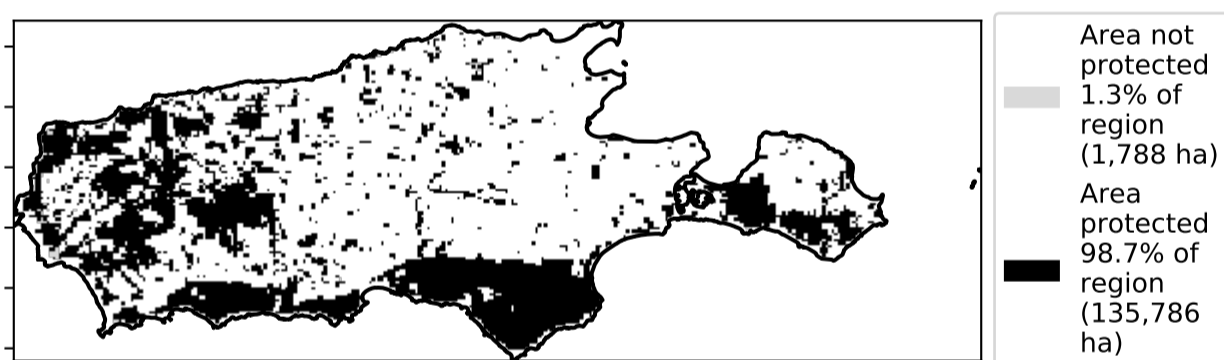 Area not
protected
1.3% of
region
(1,788 ha)
Area
protected
98.7% of
region
(135,786
ha)